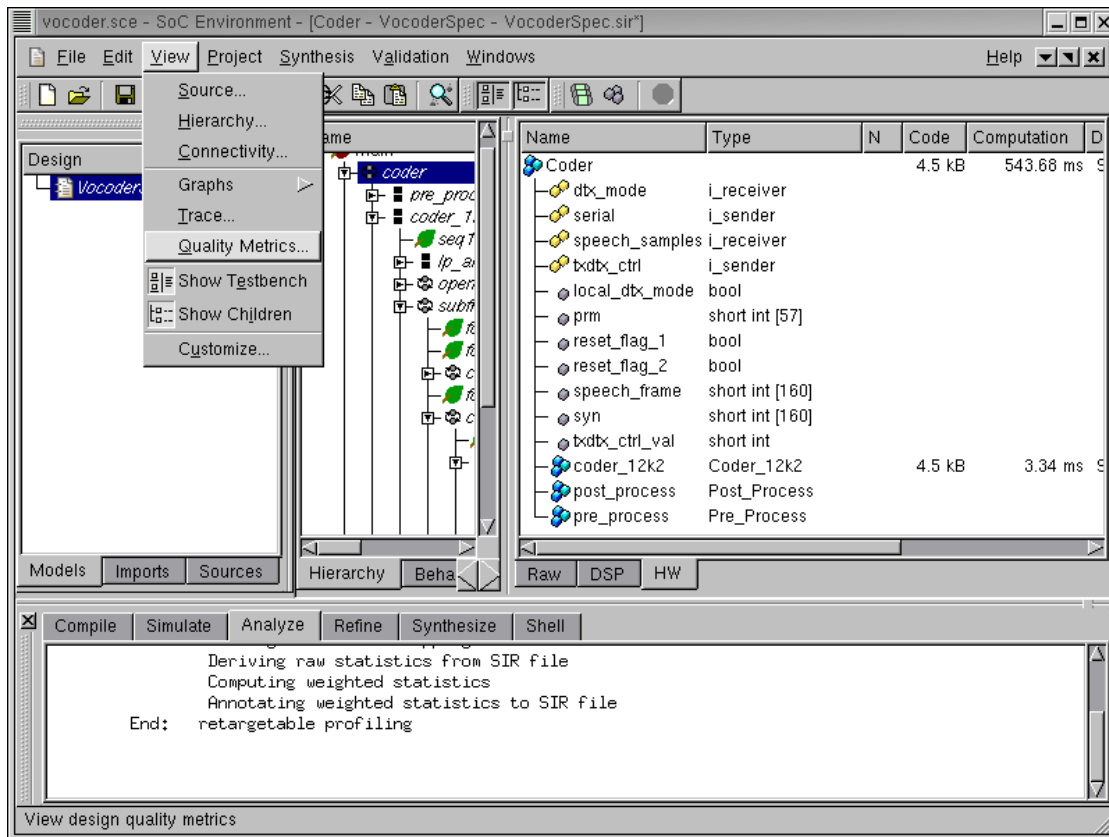 vocoder.sce - SoC Environment - [Coder - VocoderSpec - VocoderSpec.sir*]
File Edit View Project Synthesis Validation Windows Help
Source...
Hierarchy...
Connectivity...
Graphs
Trace...
Quality Metrics...
Show Testbench
Show Children
Customize...
Design
Models Imports Sources
coder
seq1
Hierarchy
Name Type N Code Computation D
Coder 4.5 kB 543.68 ms
dtx_mode i_receiver
serial i_sender
speech_samples i_receiver
txdtx_ctrl i_sender
local_dtx_mode bool
prm short int [57]
reset_flag_1 bool
reset_flag_2 bool
speech_frame short int [160]
syn short int [160]
txdtx_ctrl_val short int
coder_12k2 Coder_12k2 4.5 kB 3.34 ms
post_process Post_Process
pre_process Pre_Process
Raw DSP HW
Compile Simulate Analyze Refine Synthesize Shell
Deriving raw statistics from SIR file
Computing weighted statistics
Annotating weighted statistics to SIR file
End: retargetable profiling
View design quality metrics